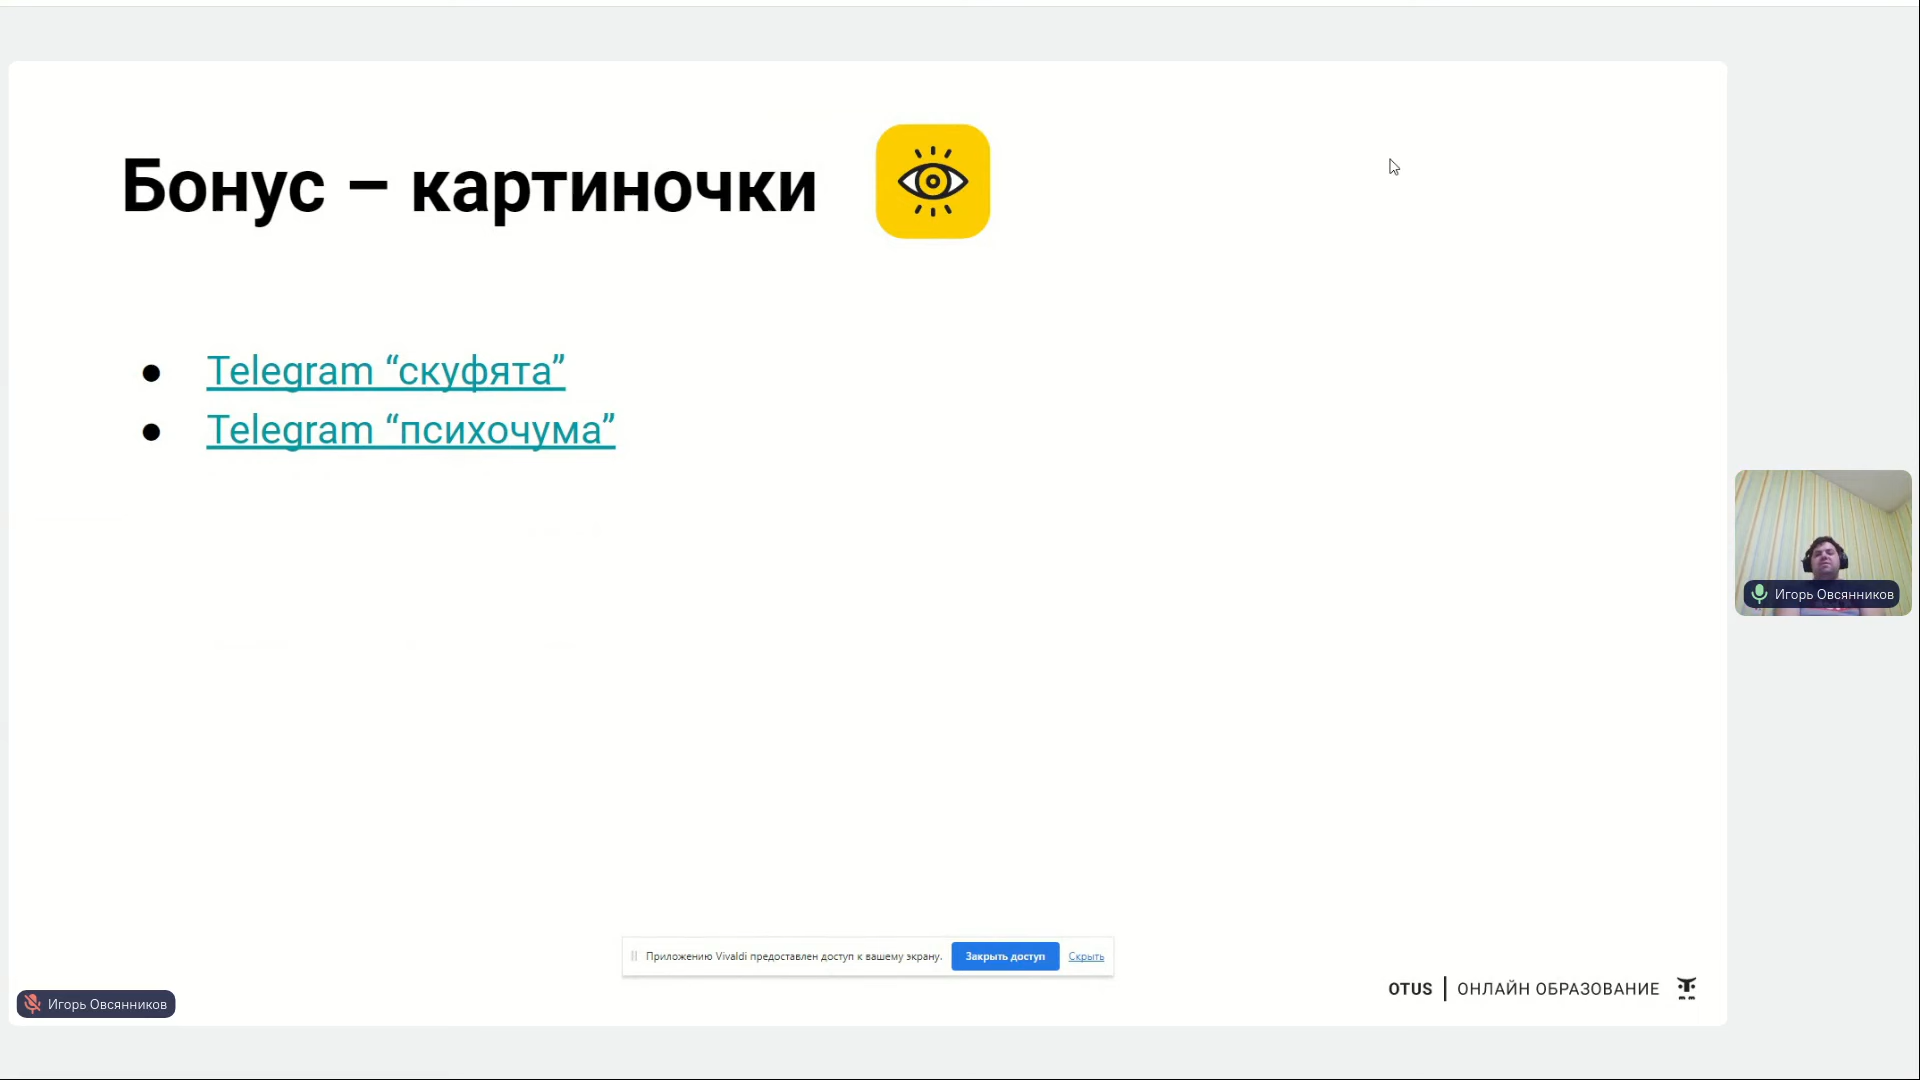 Бонус – картиночки
● Telegram “скуфята”
● Telegram “психочума”
Игорь Овсянников
Приложению Vivaldi предоставлен доступ к вашему экрану. Закрыть доступ Скрыть
OTUS | ОНЛАЙН ОБРАЗОВАНИЕ
Игорь Овсянников